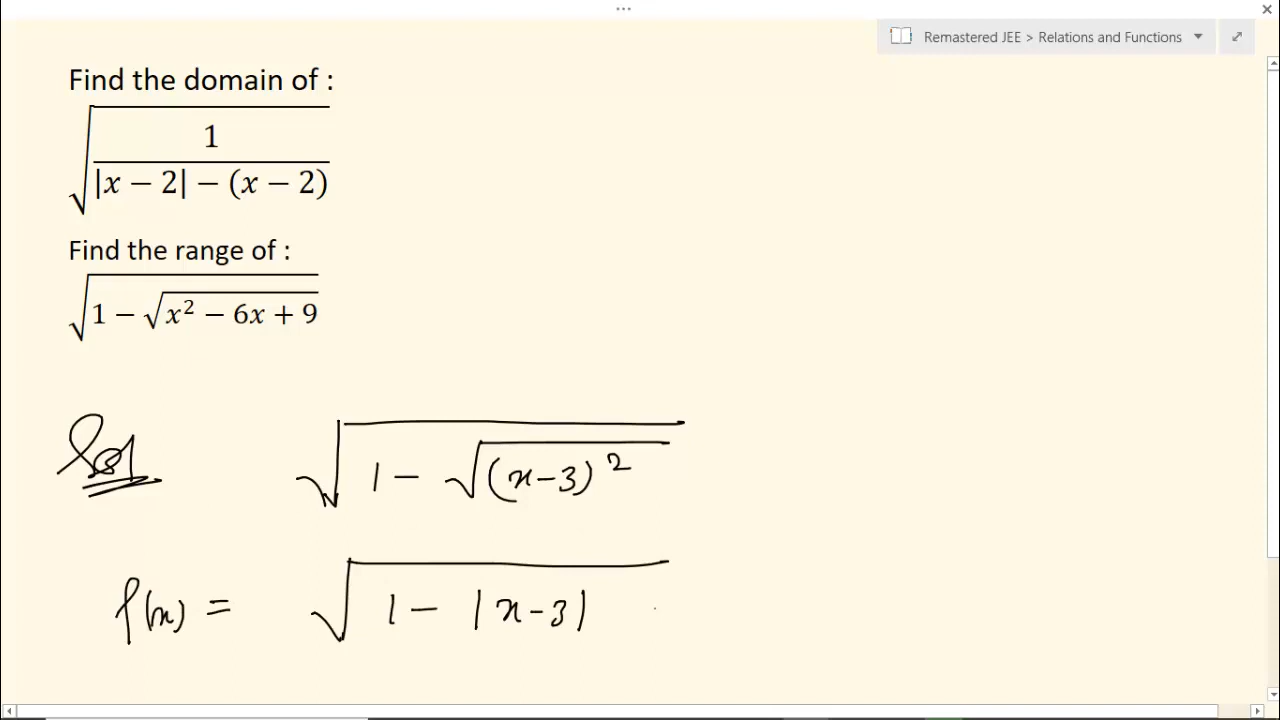 Remastered JEE > Relations and Functions
Find the domain of :
√(1/(|x − 2| − (x − 2)))
Find the range of :
√(1 − √(x² − 6x + 9))
Sol
√(1 − √((x-3)²))
f(x) = √(1 − |x-3|)